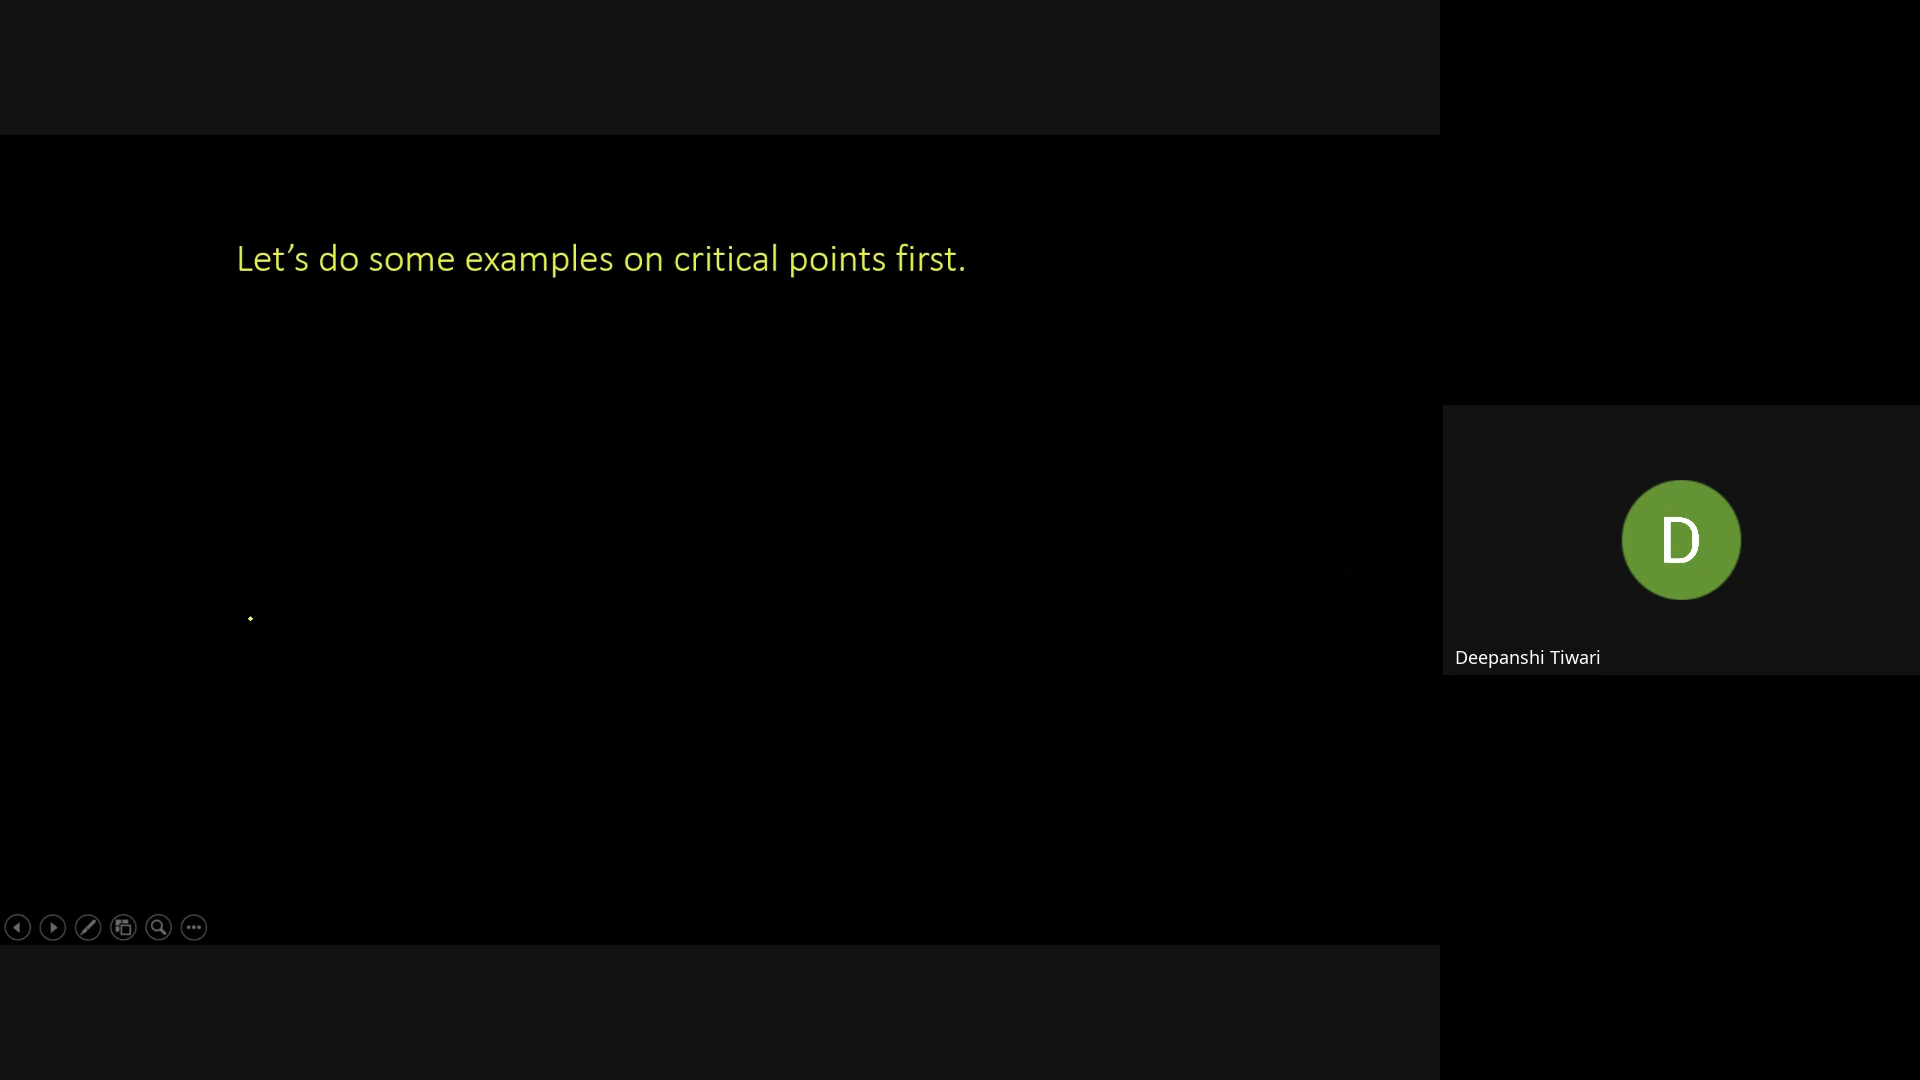 Let’s do some examples on critical points first.
D
Deepanshi Tiwari